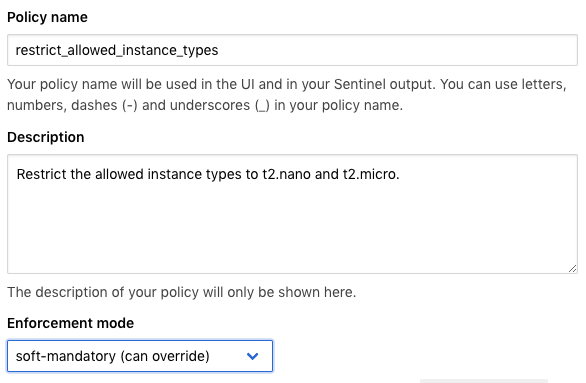 Policy name
restrict_allowed_instance_types
Your policy name will be used in the UI and in your Sentinel output. You can use letters,
numbers, dashes (-) and underscores (_) in your policy name.
Description
Restrict the allowed instance types to t2.nano and t2.micro.
The description of your policy will only be shown here.
Enforcement mode
soft-mandatory (can override)